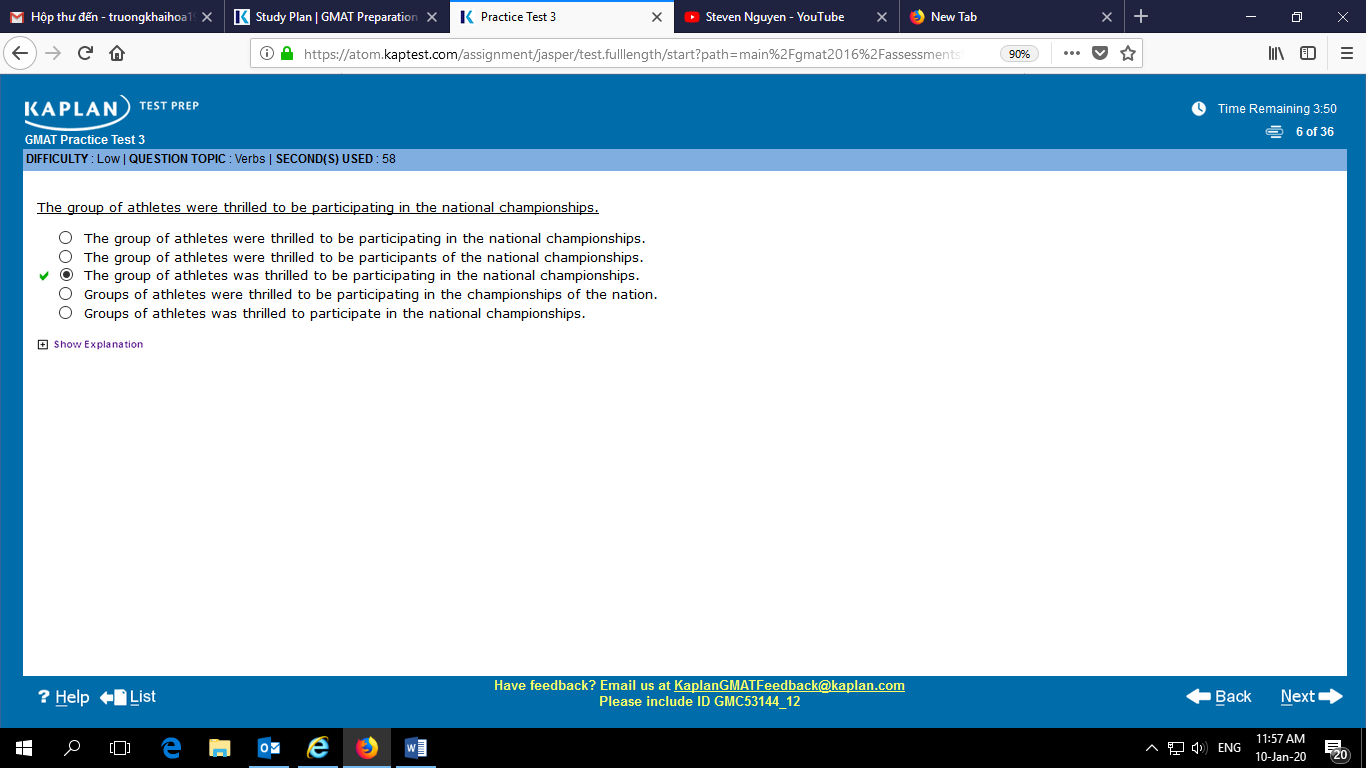 Hộp thư đến - truongkhaihoa1
Study Plan | GMAT Preparation
Practice Test 3
Steven Nguyen - YouTube
New Tab
https://atom.kaptest.com/assignment/jasper/test.fulllength/start?path=main%2Fgmat2016%2Fassessments
90%
KAPLAN TEST PREP
Time Remaining 3:50
GMAT Practice Test 3
6 of 36
DIFFICULTY : Low | QUESTION TOPIC : Verbs | SECOND(S) USED : 58
The group of athletes were thrilled to be participating in the national championships.
The group of athletes were thrilled to be participating in the national championships.
The group of athletes were thrilled to be participants of the national championships.
The group of athletes was thrilled to be participating in the national championships.
Groups of athletes were thrilled to be participating in the championships of the nation.
Groups of athletes was thrilled to participate in the national championships.
Show Explanation
Have feedback? Email us at KaplanGMATFeedback@kaplan.com
Please include ID GMC53144_12
? Help List
Back Next
11:57 AM
ENG
10-Jan-20
20